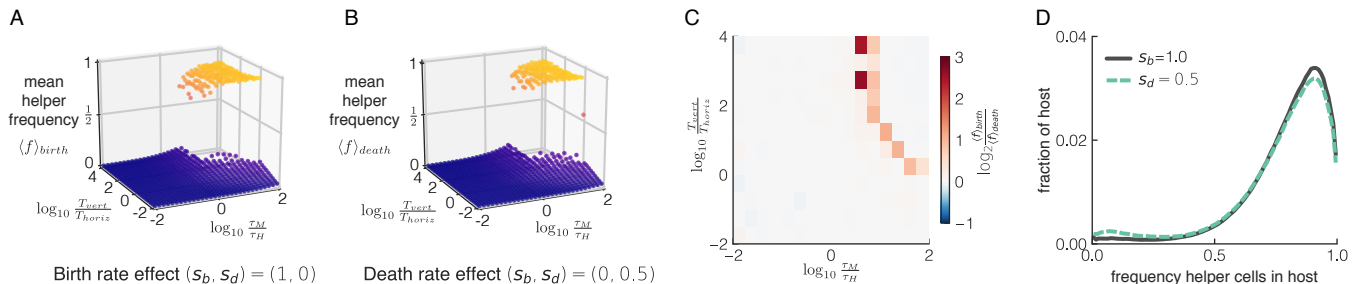 A
mean
helper
frequency
⟨f⟩birth
1
1/2
0
4
2
0
-2
-2
0
2
log10 Tvert/Thoriz
log10 τM/τH
Birth rate effect (sb, sd) = (1, 0)
B
mean
helper
frequency
⟨f⟩death
1
1/2
0
4
2
0
-2
-2
0
2
log10 Tvert/Thoriz
log10 τM/τH
Death rate effect (sb, sd) = (0, 0.5)
C
log10 Tvert/Thoriz
4
2
0
−2
−2 −1 0 1 2
log10 τM/τH
3
2
1
0
−1
log2 ⟨f⟩birth/⟨f⟩death
D
fraction of host
0.04
0.02
0.00
0.0 0.5 1.0
frequency helper cells in host
sb=1.0
sd = 0.5